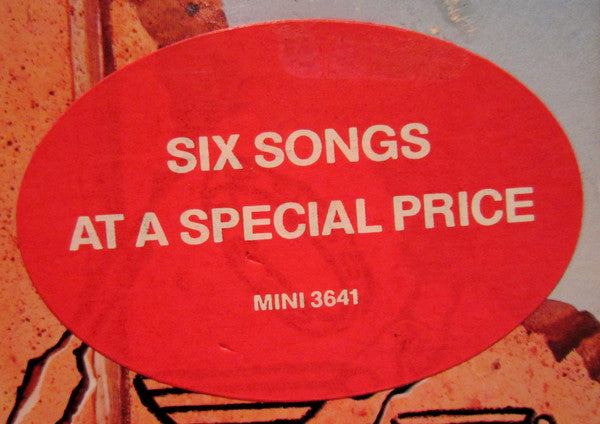 SIX SONGS
AT A SPECIAL PRICE
MINI 3641